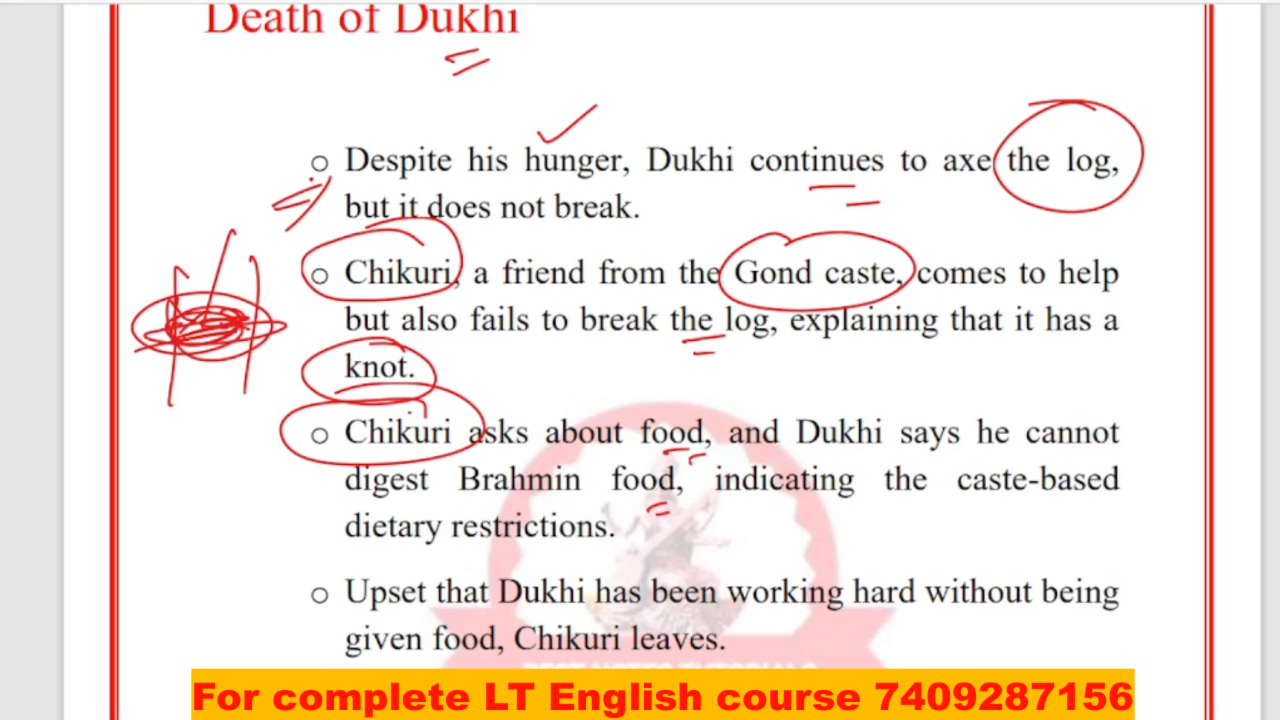 Death of Dukhi
o Despite his hunger, Dukhi continues to axe the log,
but it does not break.
o Chikuri, a friend from the Gond caste, comes to help
but also fails to break the log, explaining that it has a
knot.
o Chikuri asks about food, and Dukhi says he cannot
digest Brahmin food, indicating the caste-based
dietary restrictions.
o Upset that Dukhi has been working hard without being
given food, Chikuri leaves.
For complete LT English course 7409287156